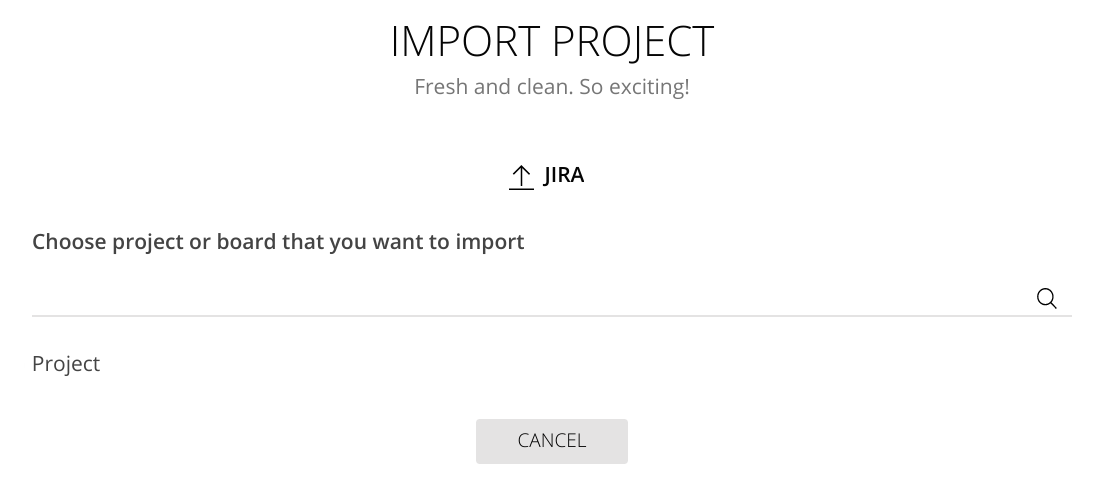 IMPORT PROJECT
Fresh and clean. So exciting!
JIRA
Choose project or board that you want to import
Project
CANCEL